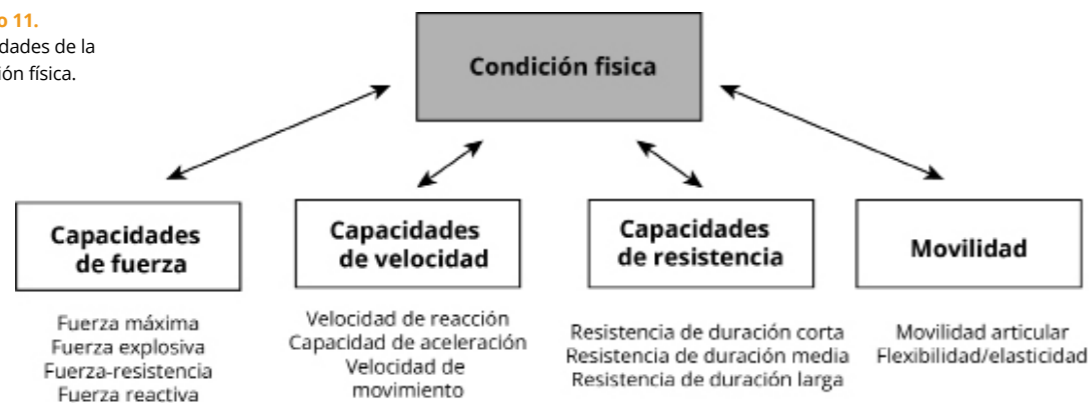 o 11.
dades de la
ión física.
Condición fisica
Capacidades
de fuerza
Fuerza máxima
Fuerza explosiva
Fuerza-resistencia
Fuerza reactiva
Capacidades
de velocidad
Velocidad de reacción
Capacidad de aceleración
Velocidad de
movimiento
Capacidades
de resistencia
Resistencia de duración corta
Resistencia de duración media
Resistencia de duración larga
Movilidad
Movilidad articular
Flexibilidad/elasticidad